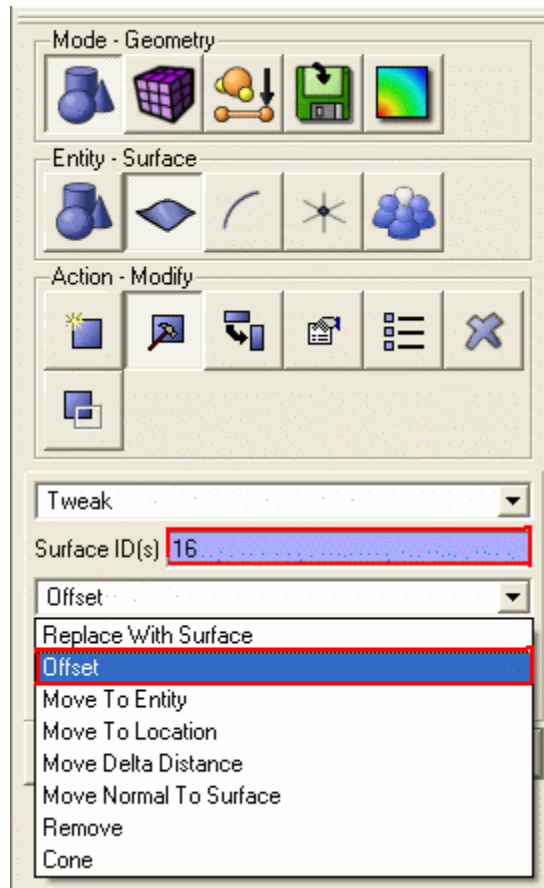 Mode - Geometry
Entity - Surface
Action - Modify
Tweak
Surface ID(s) 16
Offset
Replace With Surface
Offset
Move To Entity
Move To Location
Move Delta Distance
Move Normal To Surface
Remove
Cone